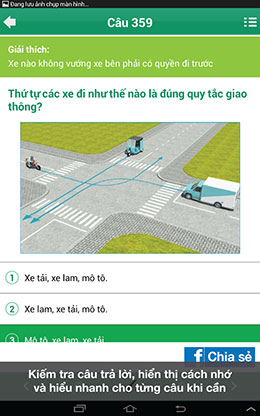 Đang lưu ảnh chụp màn hình...
Câu 359
Giải thích:
Xe nào không vướng xe bên phải có quyền đi trước
Thứ tự các xe đi như thế nào là đúng quy tắc giao
thông?
1 Xe tải, xe lam, mô tô.
2 Xe lam, xe tải, mô tô.
3 Mô tô, xe lam, xe tải.
f Chia sẻ
Kiểm tra câu trả lời, hiển thị cách nhớ
và hiểu nhanh cho từng câu khi cần